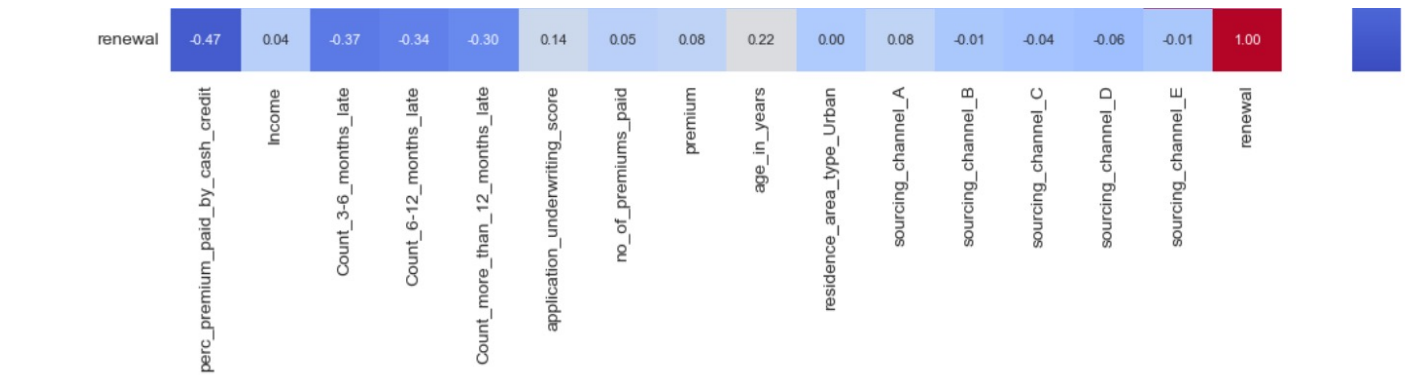 renewal -0.47 0.04 -0.37 -0.34 -0.30 0.14 0.05 0.08 0.22 0.00 0.08 -0.01 -0.04 -0.06 -0.01 1.00
perc_premium_paid_by_cash_credit
Income
Count_3-6_months_late
Count_6-12_months_late
Count_more_than_12_months_late
application_underwriting_score
no_of_premiums_paid
premium
age_in_years
residence_area_type_Urban
sourcing_channel_A
sourcing_channel_B
sourcing_channel_C
sourcing_channel_D
sourcing_channel_E
renewal